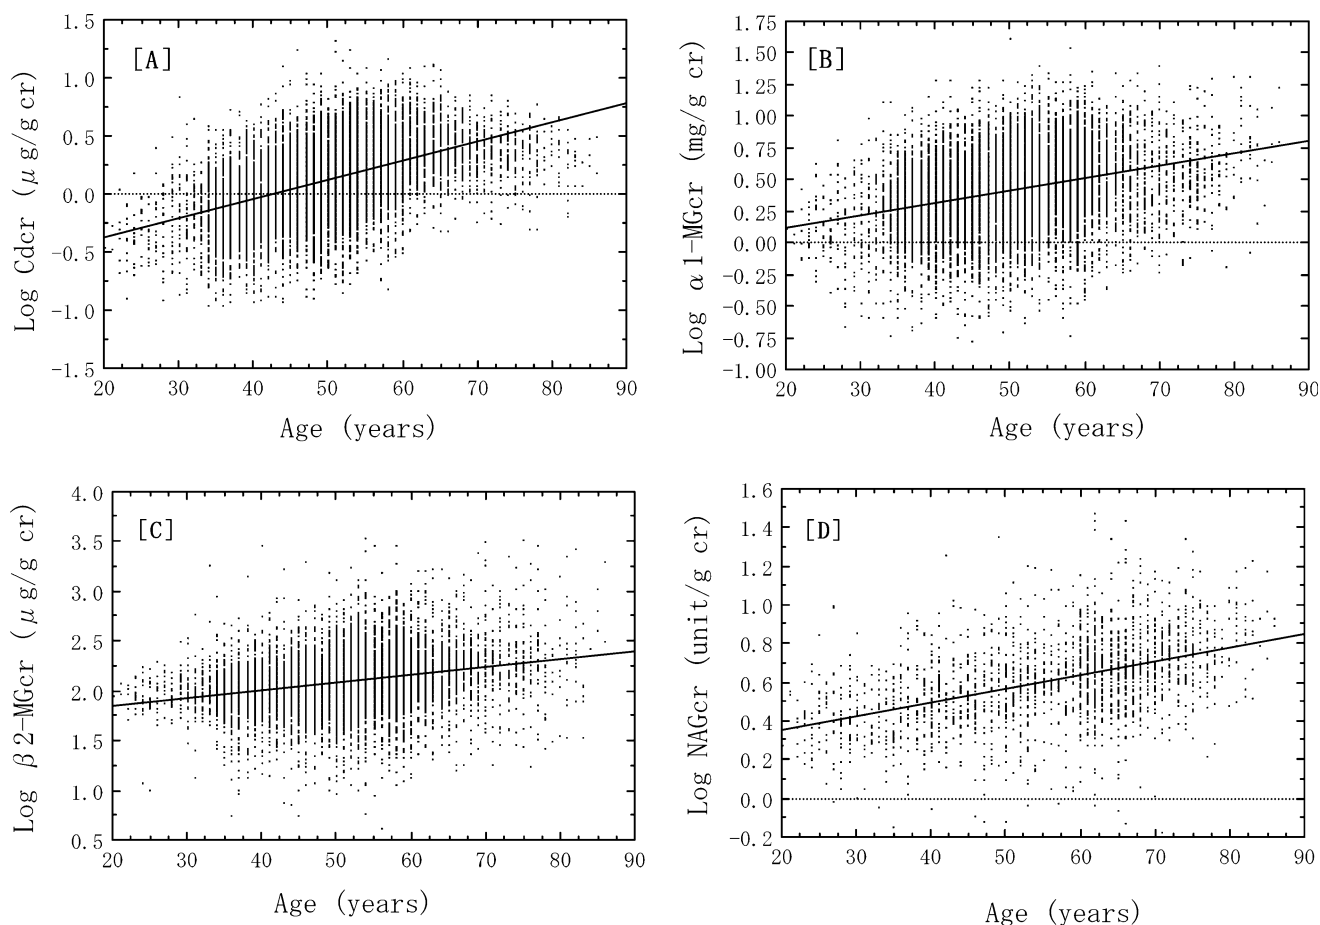 [A]
Log Cdcr (μg/g cr)
1.5
1.0
0.5
0.0
-0.5
-1.0
-1.5
20 30 40 50 60 70 80 90
Age (years)
[B]
Log α1-MGcr (mg/g cr)
1.75
1.50
1.25
1.00
0.75
0.50
0.25
0.00
-0.25
-0.50
-0.75
-1.00
20 30 40 50 60 70 80 90
Age (years)
[C]
Log β2-MGcr (μg/g cr)
4.0
3.5
3.0
2.5
2.0
1.5
1.0
0.5
20 30 40 50 60 70 80 90
Age (years)
[D]
Log NAGcr (unit/g cr)
1.6
1.4
1.2
1.0
0.8
0.6
0.4
0.2
0.0
-0.2
20 30 40 50 60 70 80 90
Age (years)